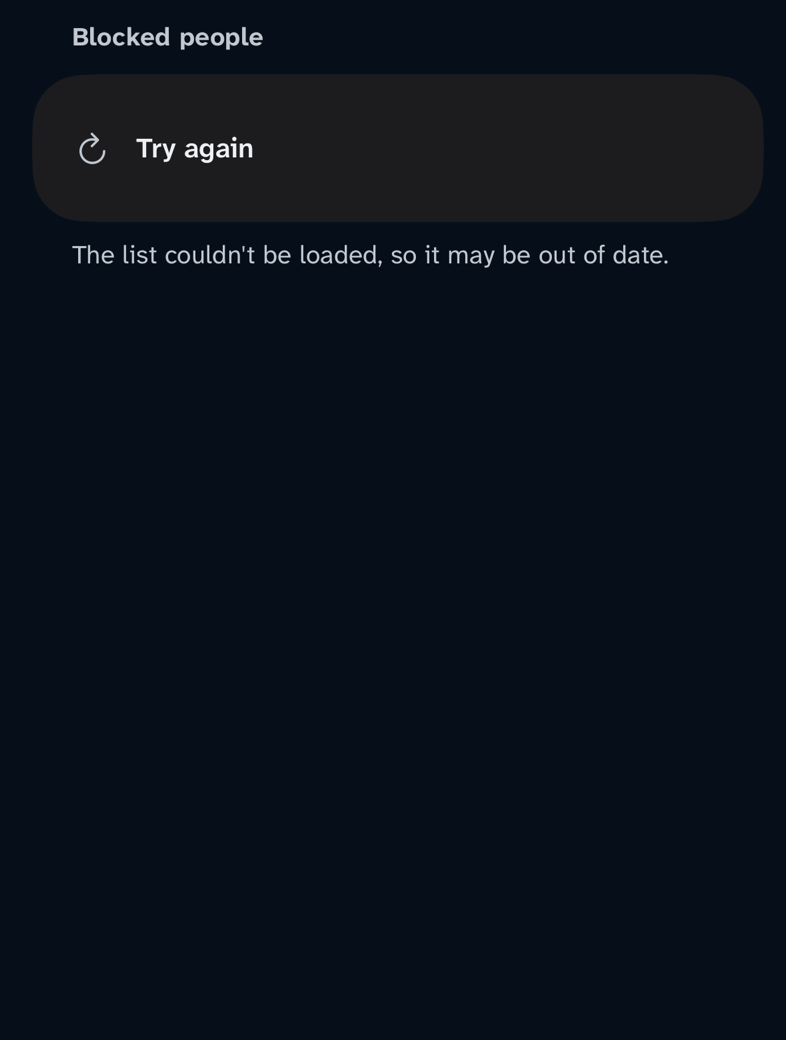 Blocked people
Try again
The list couldn't be loaded, so it may be out of date.